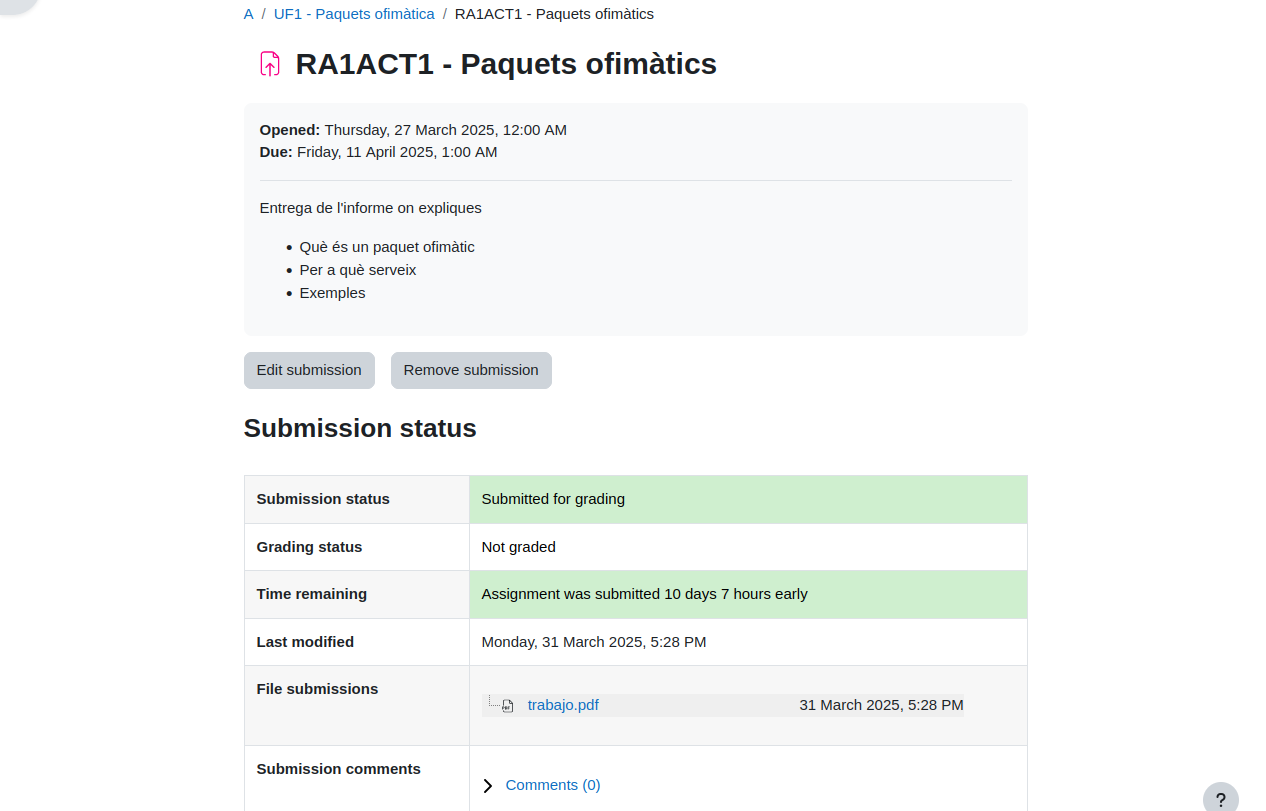 A / UF1 - Paquets ofimàtica / RA1ACT1 - Paquets ofimàtics
RA1ACT1 - Paquets ofimàtics
Opened: Thursday, 27 March 2025, 12:00 AM
Due: Friday, 11 April 2025, 1:00 AM
Entrega de l'informe on expliques
• Què és un paquet ofimàtic
• Per a què serveix
• Exemples
Edit submission Remove submission
Submission status
Submission status Submitted for grading
Grading status Not graded
Time remaining Assignment was submitted 10 days 7 hours early
Last modified Monday, 31 March 2025, 5:28 PM
File submissions
trabajo.pdf 31 March 2025, 5:28 PM
Submission comments
Comments (0)
?